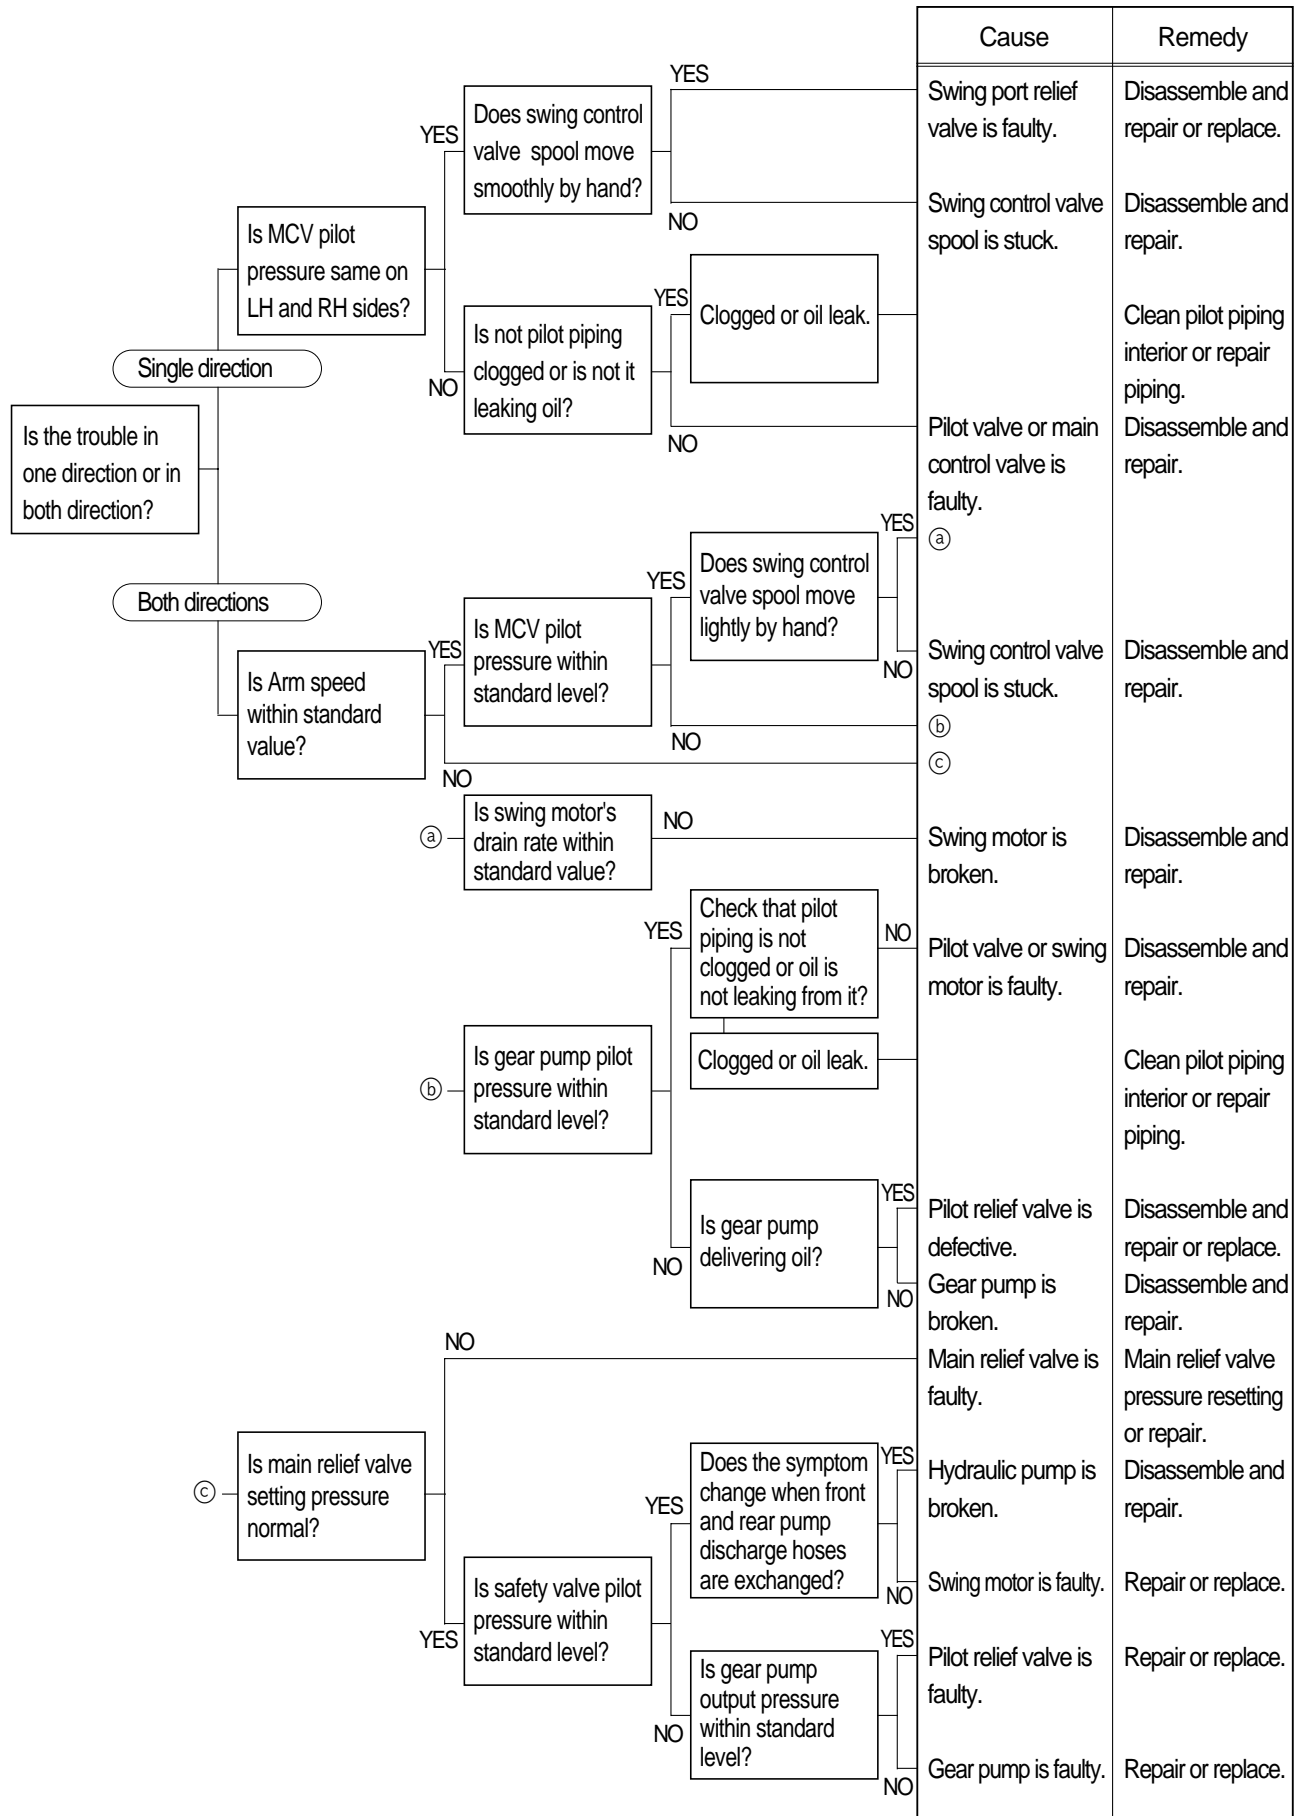 Cause
Remedy
YES
Swing port relief
valve is faulty.
Disassemble and
repair or replace.
YES
Does swing control
valve spool move
smoothly by hand?
NO
Swing control valve
spool is stuck.
Disassemble and
repair.
Is MCV pilot
pressure same on
LH and RH sides?
YES
Clogged or oil leak.
Clean pilot piping
interior or repair
piping.
NO
Is not pilot piping
clogged or is not it
leaking oil?
Single direction
NO
Pilot valve or main
control valve is
faulty.
Disassemble and
repair.
Is the trouble in
one direction or in
both direction?
YES
ⓐ
YES
Does swing control
valve spool move
lightly by hand?
Both directions
YES
Is MCV pilot
pressure within
standard level?
NO
Swing control valve
spool is stuck.
Disassemble and
repair.
Is Arm speed
within standard
value?
NO
ⓑ
NO
ⓒ
ⓐ
Is swing motor's
drain rate within
standard value?
NO
Swing motor is
broken.
Disassemble and
repair.
YES
Check that pilot
piping is not
clogged or oil is
not leaking from it?
NO
Pilot valve or swing
motor is faulty.
Disassemble and
repair.
Clogged or oil leak.
Clean pilot piping
interior or repair
piping.
ⓑ
Is gear pump pilot
pressure within
standard level?
NO
Is gear pump
delivering oil?
YES
Pilot relief valve is
defective.
Disassemble and
repair or replace.
NO
Gear pump is
broken.
Disassemble and
repair.
NO
Main relief valve is
faulty.
Main relief valve
pressure resetting
or repair.
ⓒ
Is main relief valve
setting pressure
normal?
YES
Does the symptom
change when front
and rear pump
discharge hoses
are exchanged?
YES
Hydraulic pump is
broken.
Disassemble and
repair.
NO
Swing motor is faulty.
Repair or replace.
YES
Is safety valve pilot
pressure within
standard level?
NO
Is gear pump
output pressure
within standard
level?
YES
Pilot relief valve is
faulty.
Repair or replace.
NO
Gear pump is faulty.
Repair or replace.